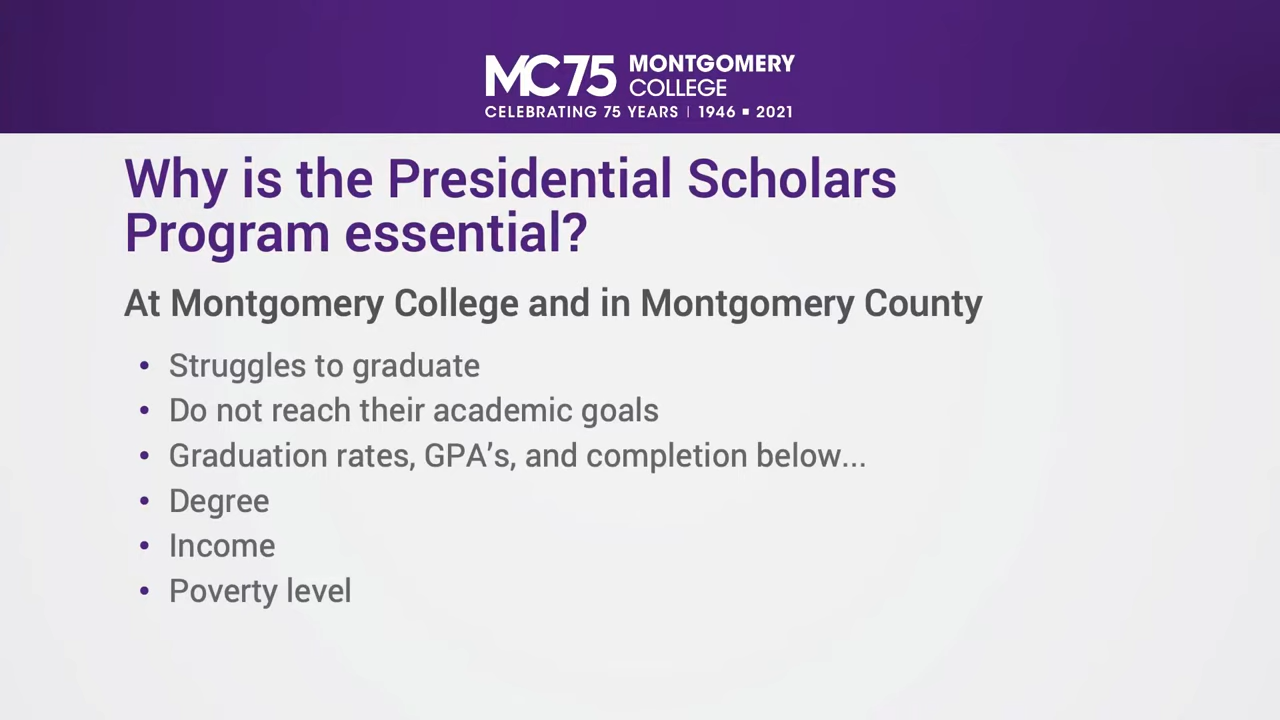 MC75 MONTGOMERY
COLLEGE
CELEBRATING 75 YEARS | 1946 ▪ 2021
Why is the Presidential Scholars
Program essential?
At Montgomery College and in Montgomery County
• Struggles to graduate
• Do not reach their academic goals
• Graduation rates, GPA’s, and completion below...
• Degree
• Income
• Poverty level